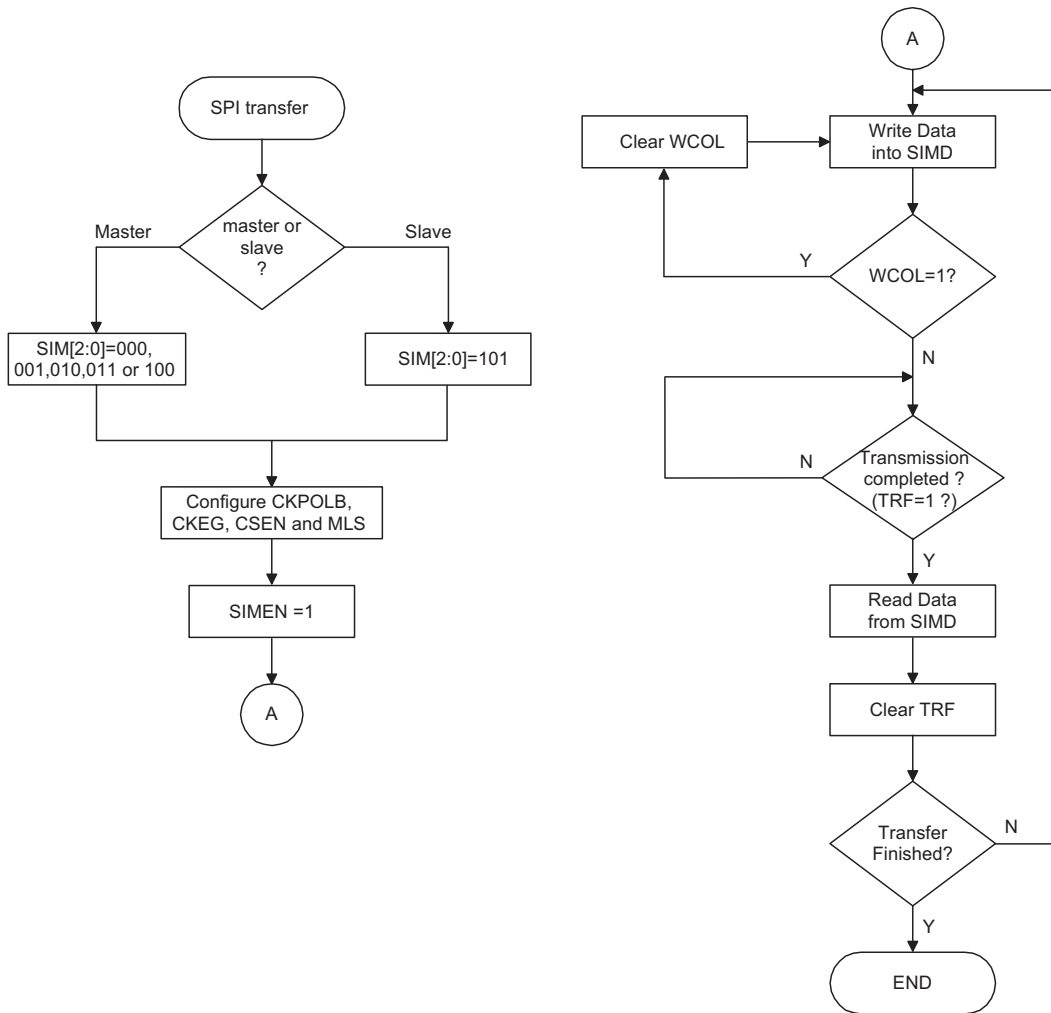 SPI transfer
master or
slave
?
Master
Slave
SIM[2:0]=000,
001,010,011 or 100
SIM[2:0]=101
Configure CKPOLB,
CKEG, CSEN and MLS
SIMEN =1
A
A
Write Data
into SIMD
Clear WCOL
WCOL=1?
Y
N
Transmission
completed ?
(TRF=1 ?)
N
Y
Read Data
from SIMD
Clear TRF
Transfer
Finished?
N
Y
END